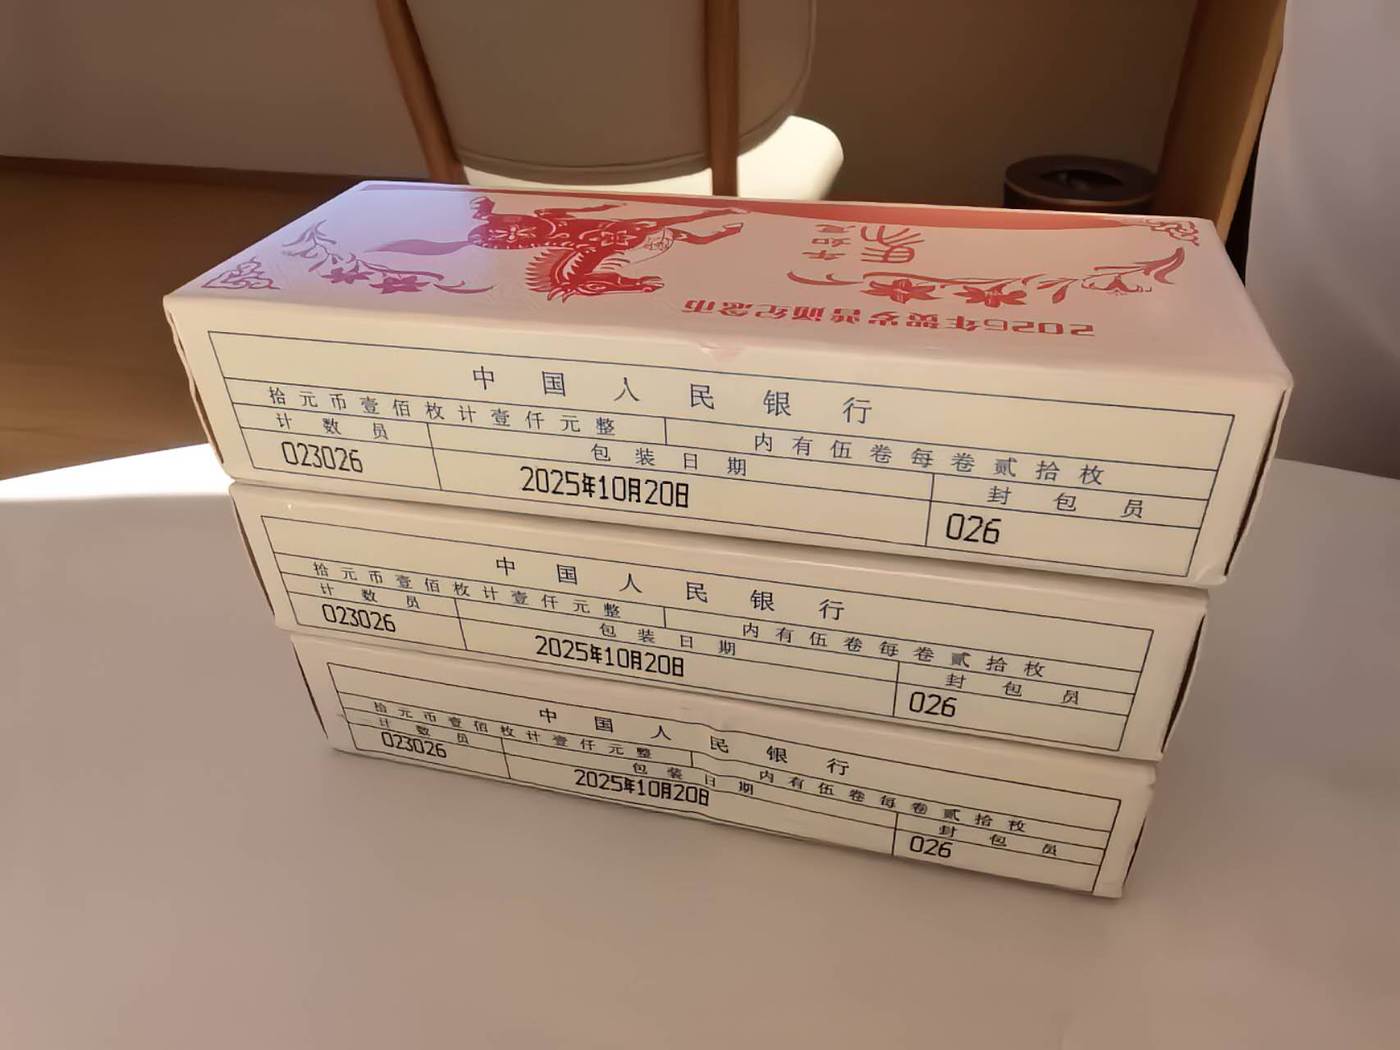 2026年贺岁普通纪念币
马
年如意
中国人民银行
拾元币壹佰枚计壹仟元整
内有伍卷每卷贰拾枚
计数员
包装日期
封包员
023026
2025年10月20日
026
中国人民银行
拾元币壹佰枚计壹仟元整
内有伍卷每卷贰拾枚
计数员
包装日期
封包员
023026
2025年10月20日
026
中国人民银行
拾元币壹佰枚计壹仟元整
内有伍卷每卷贰拾枚
计数员
包装日期
封包员
023026
2025年10月20日
026